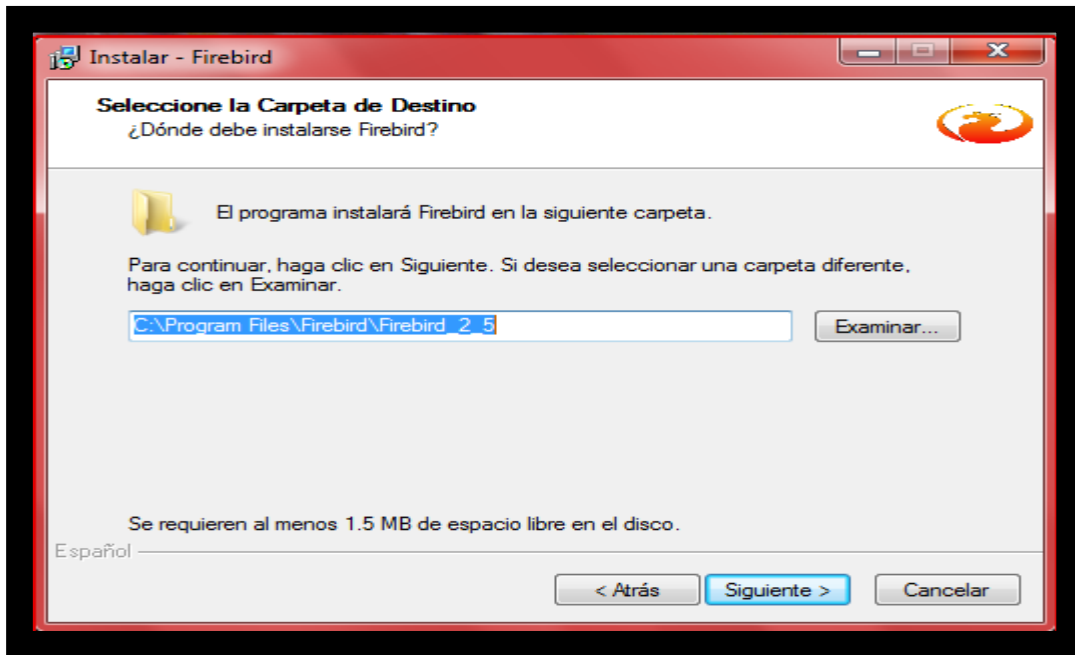 Instalar - Firebird
Seleccione la Carpeta de Destino
¿Dónde debe instalarse Firebird?
El programa instalará Firebird en la siguiente carpeta.
Para continuar, haga clic en Siguiente. Si desea seleccionar una carpeta diferente,
haga clic en Examinar.
C:\Program Files\Firebird\Firebird_2_5
Examinar...
Se requieren al menos 1.5 MB de espacio libre en el disco.
Español
< Atrás
Siguiente >
Cancelar